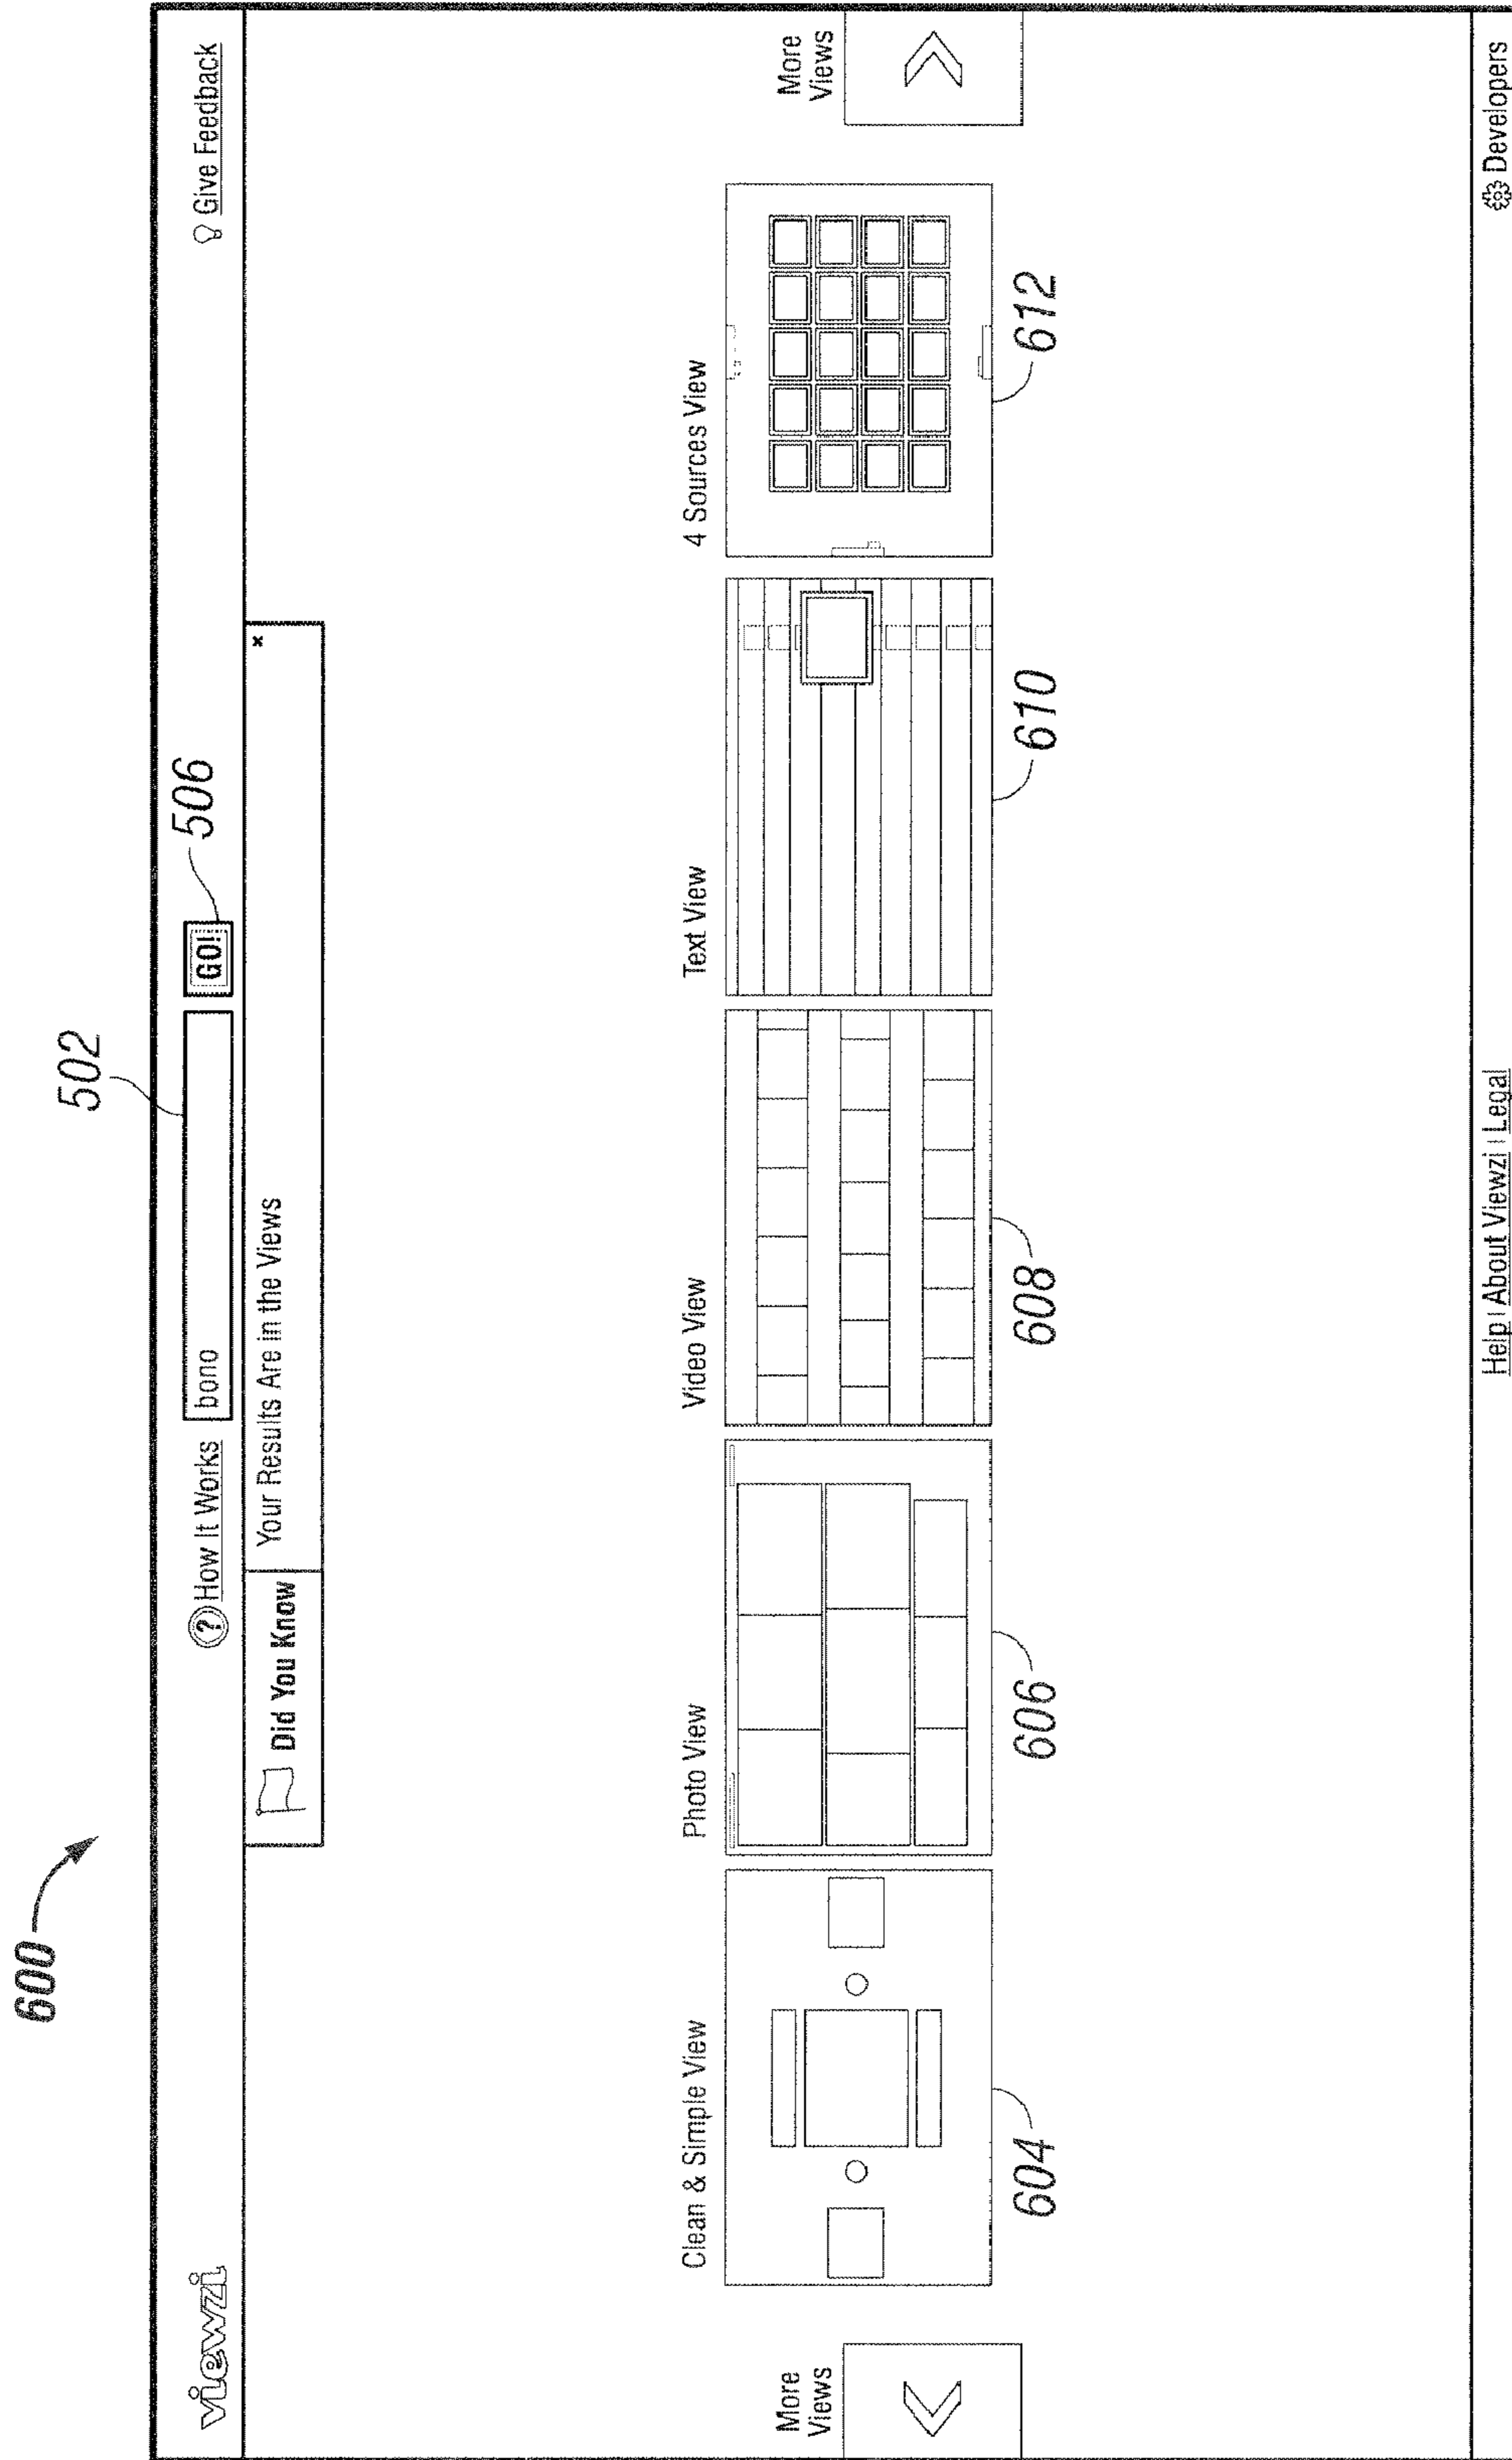 600
502
506
viewzi
? How It Works
bono
GO!
Give Feedback
Did You Know
Your Results Are in the Views
x
More
Views
Clean & Simple View
Photo View
Video View
Text View
4 Sources View
More
Views
604
606
608
610
612
Help | About Viewzi | Legal
Developers